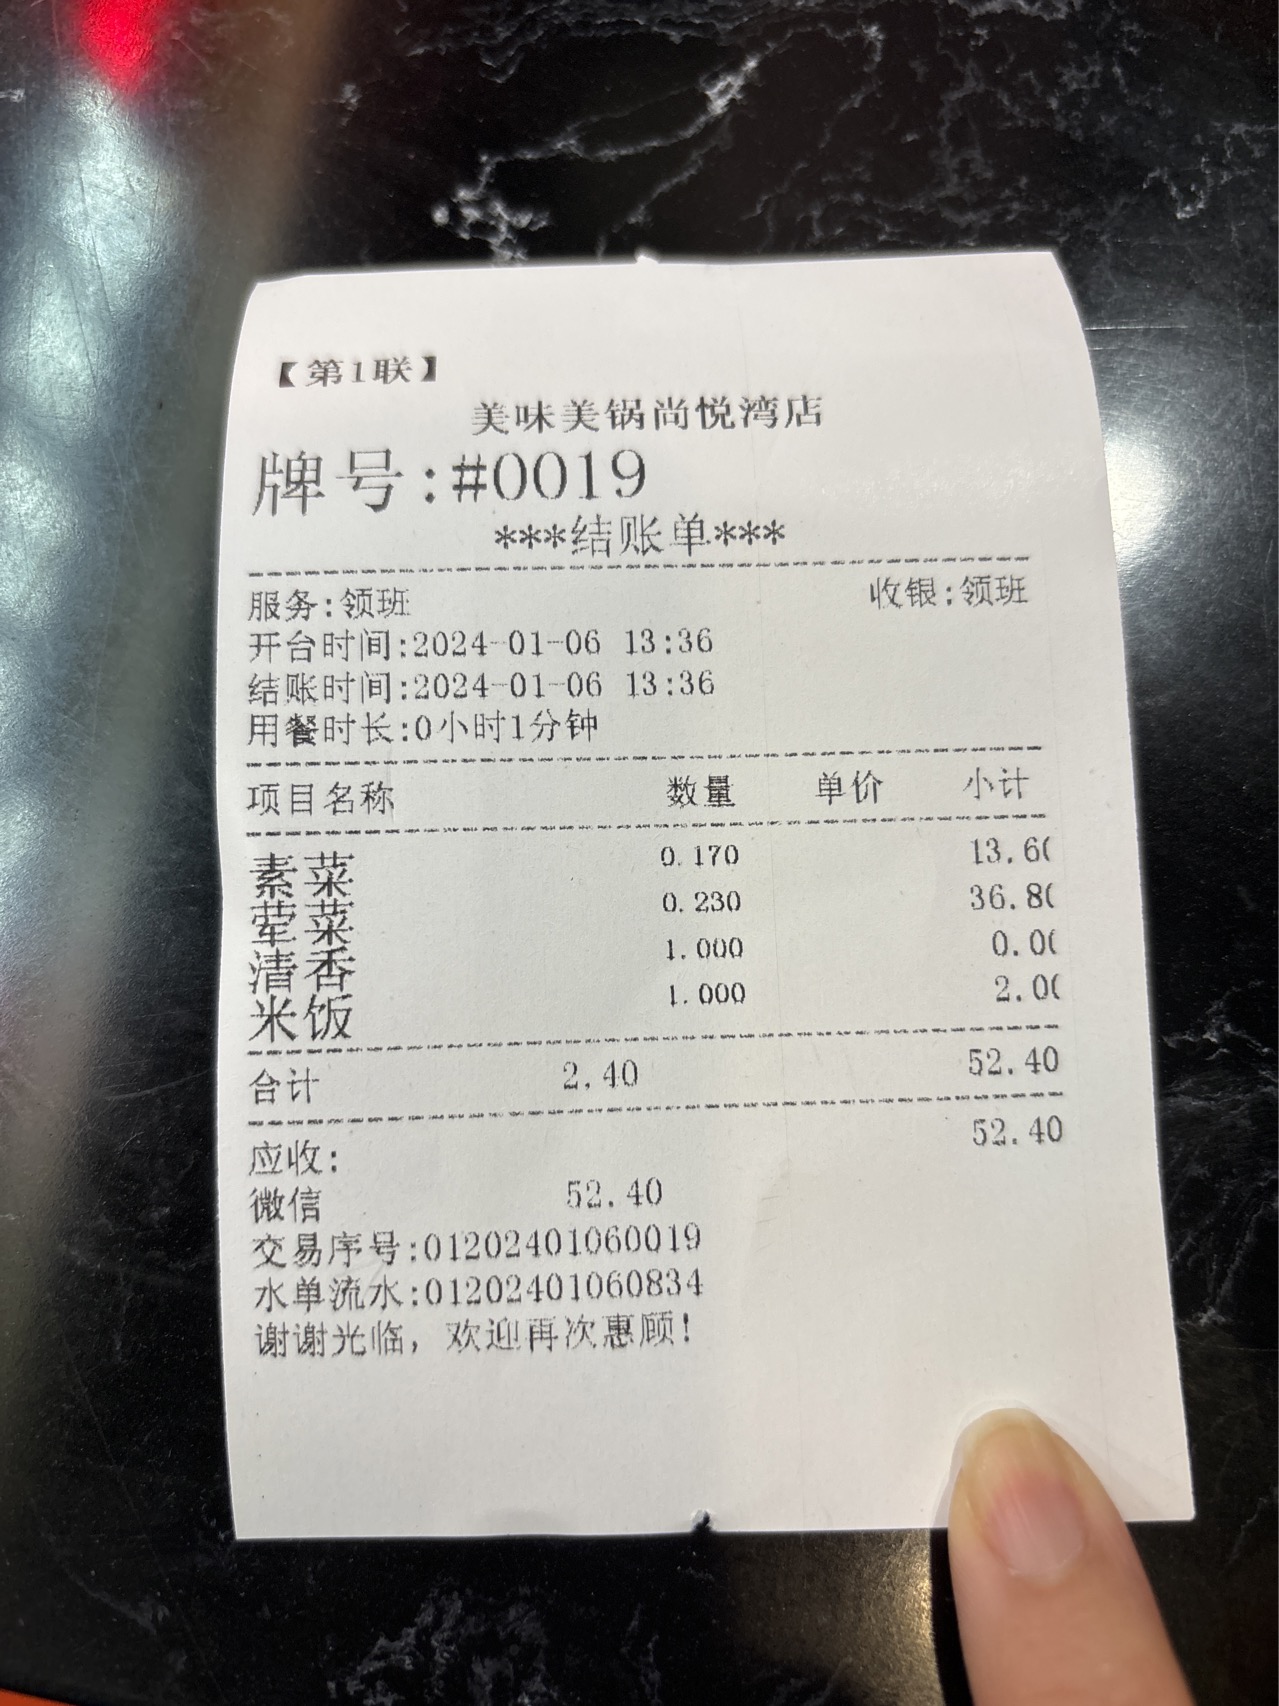 【第1联】
美味美锅尚悦湾店
牌号:#0019
***结账单***
服务:领班 收银:领班
开台时间:2024-01-06 13:36
结账时间:2024-01-06 13:36
用餐时长:0小时1分钟
项目名称 数量 单价 小计
素菜 0.170 13.60
荤菜 0.230 36.80
清香 1.000 0.00
米饭 1.000 2.00
合计 2.40 52.40
应收: 52.40
微信 52.40
交易序号:01202401060019
水单流水:01202401060834
谢谢光临，欢迎再次惠顾!